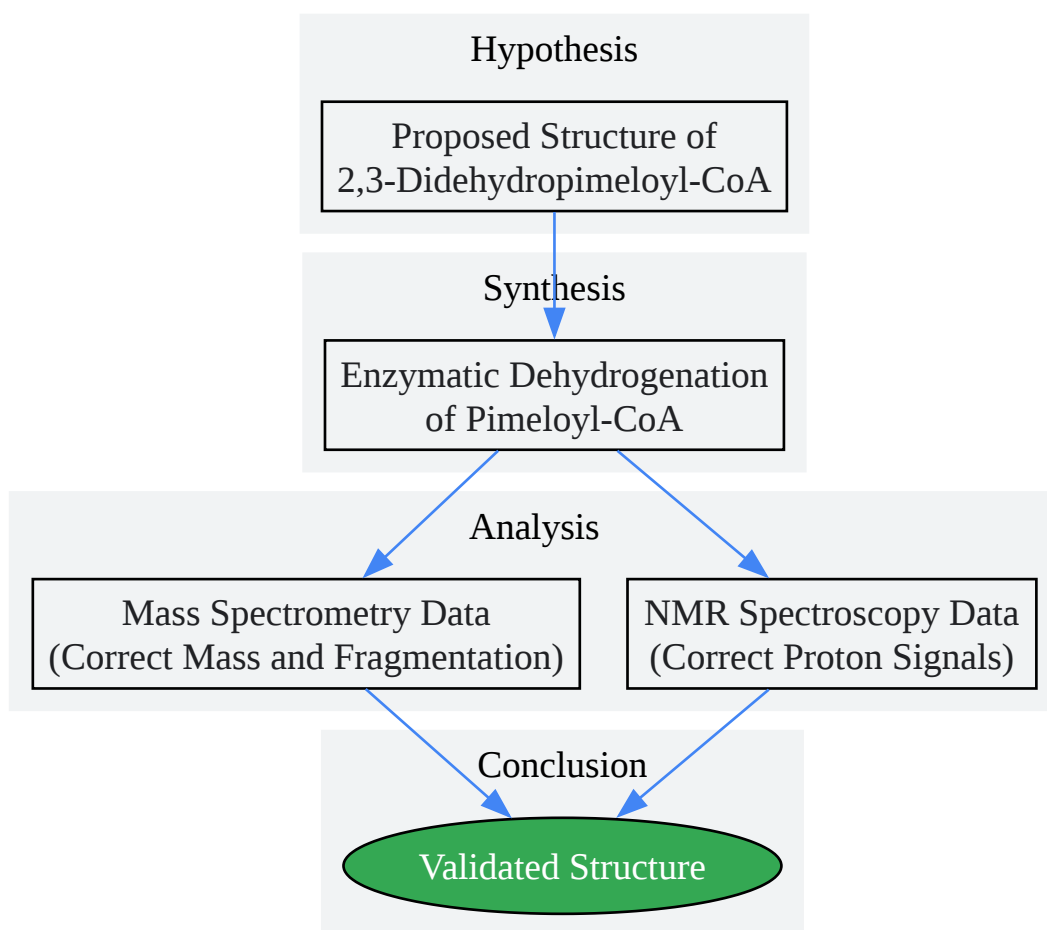 Hypothesis
Proposed Structure of
2,3-Didehydropimeloyl-CoA
Synthesis
Enzymatic Dehydrogenation
of Pimeloyl-CoA
Analysis
Mass Spectrometry Data
(Correct Mass and Fragmentation)
NMR Spectroscopy Data
(Correct Proton Signals)
Conclusion
Validated Structure